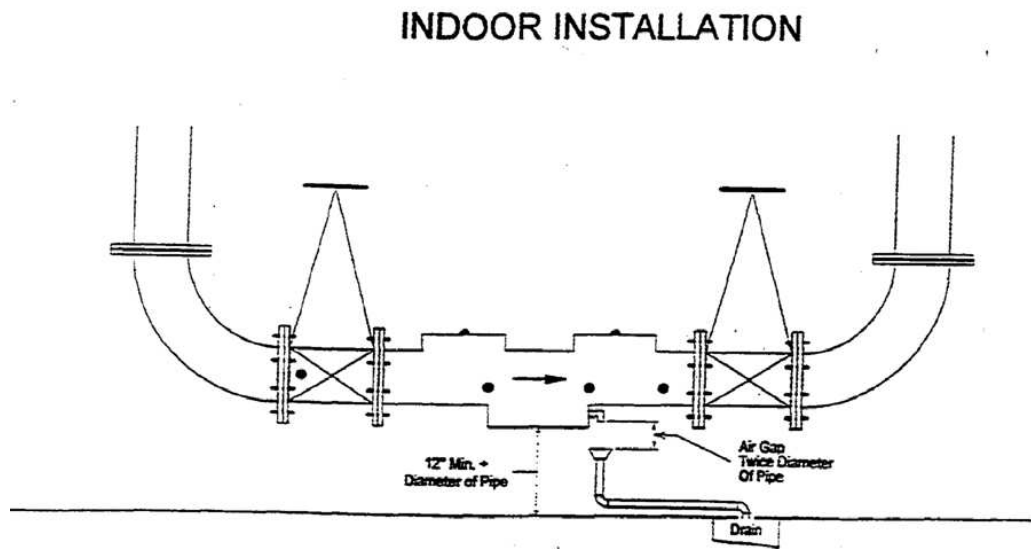 INDOOR INSTALLATION
12" Min. +
Diameter of Pipe
Air Gap
Twice Diameter
Of Pipe
Drain